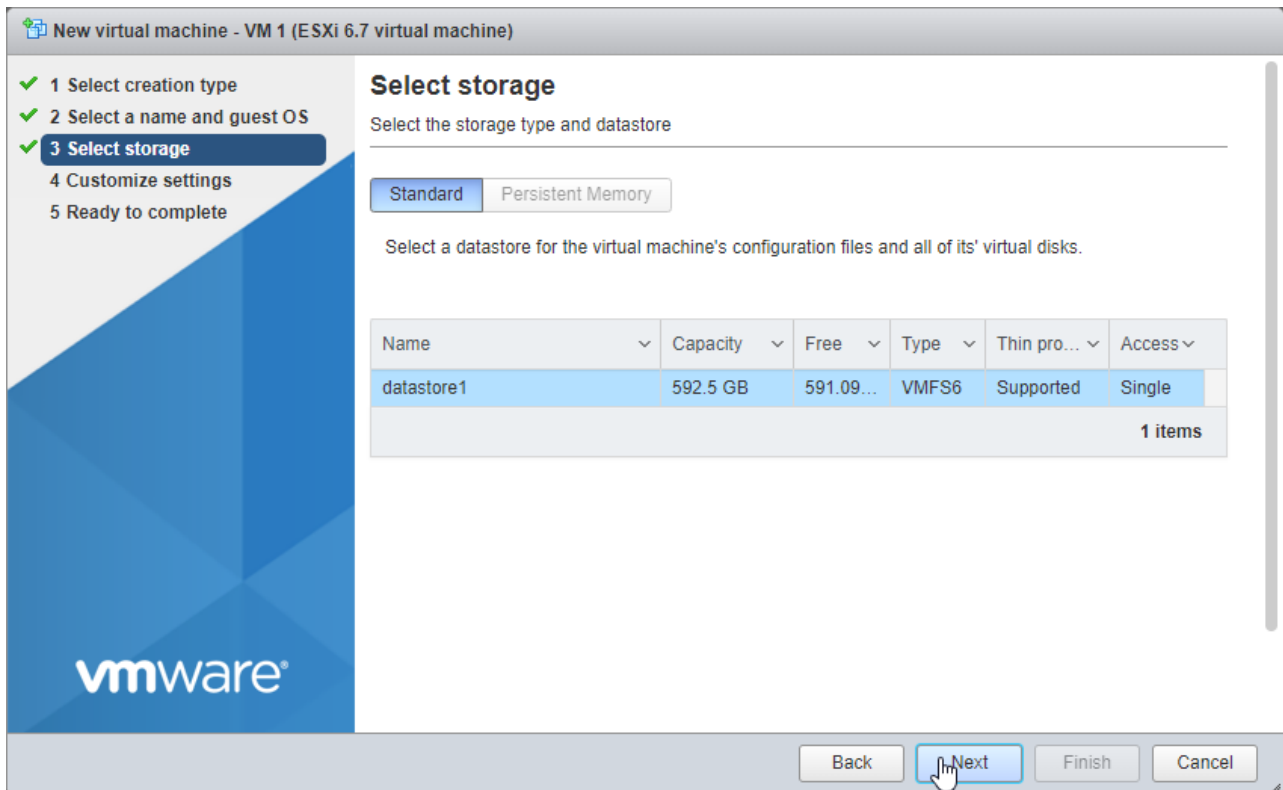 New virtual machine - VM 1 (ESXi 6.7 virtual machine)
1 Select creation type
2 Select a name and guest OS
3 Select storage
4 Customize settings
5 Ready to complete
vmware®
Select storage
Select the storage type and datastore
Standard Persistent Memory
Select a datastore for the virtual machine's configuration files and all of its' virtual disks.
Name Capacity Free Type Thin pro... Access
datastore1 592.5 GB 591.09... VMFS6 Supported Single
1 items
Back Next Finish Cancel